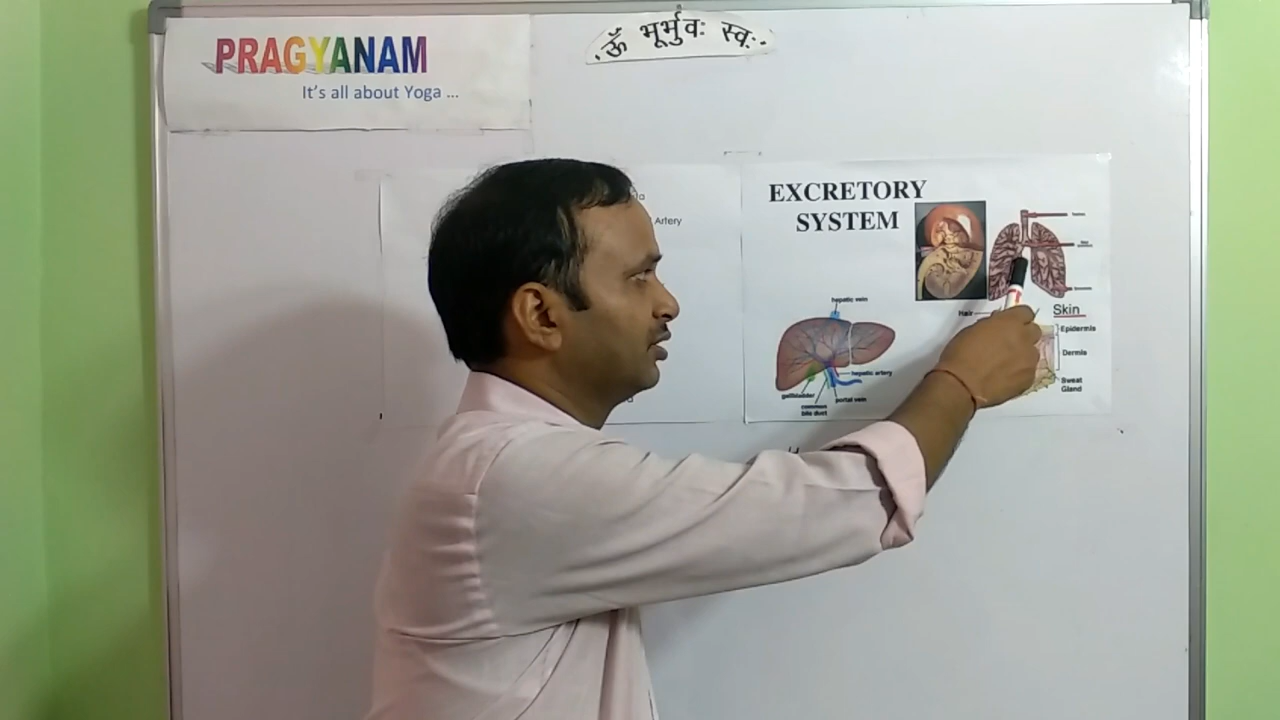 PRAGYANAM
It's all about Yoga ...
ॐ भूर्भुवः स्वः
Artery
EXCRETORY
SYSTEM
hepatic vein
hepatic artery
gallbladder
portal vein
common
bile duct
Hair
Skin
Epidermis
Dermis
Sweat
Gland